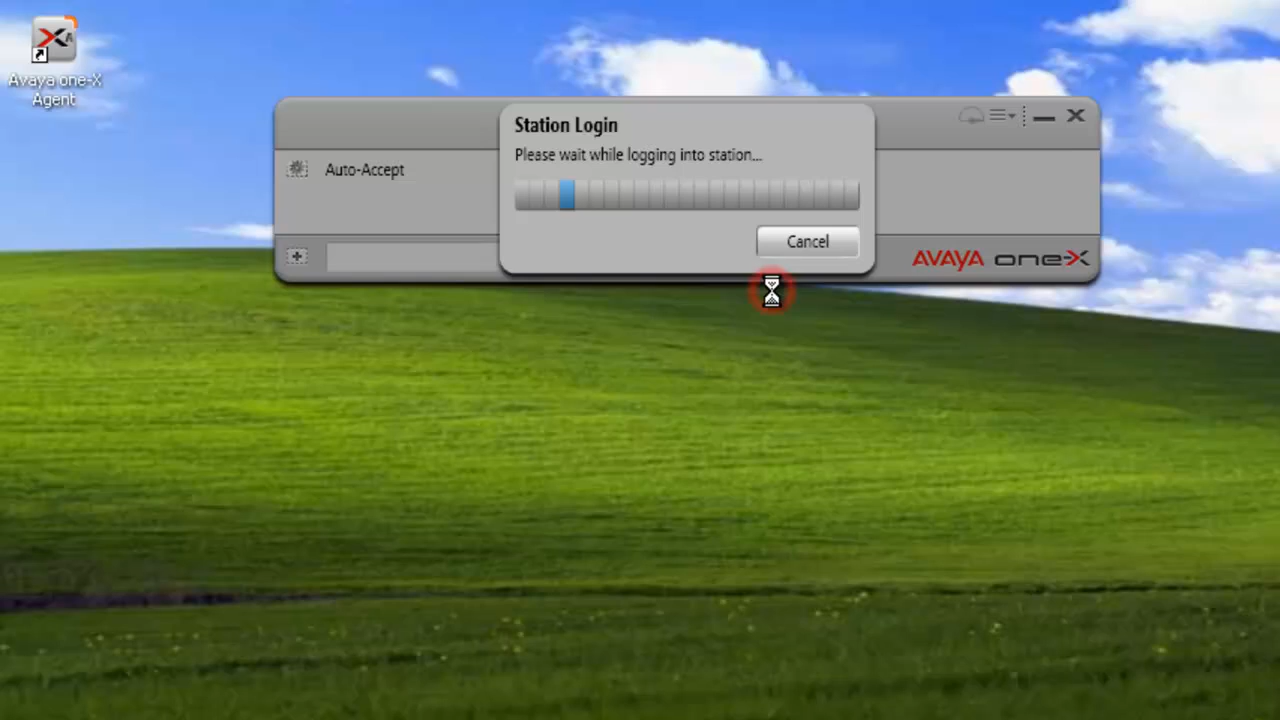 Avaya one-X
Agent
Station Login
Please wait while logging into station...
Auto-Accept
Cancel
AVAYA one-X